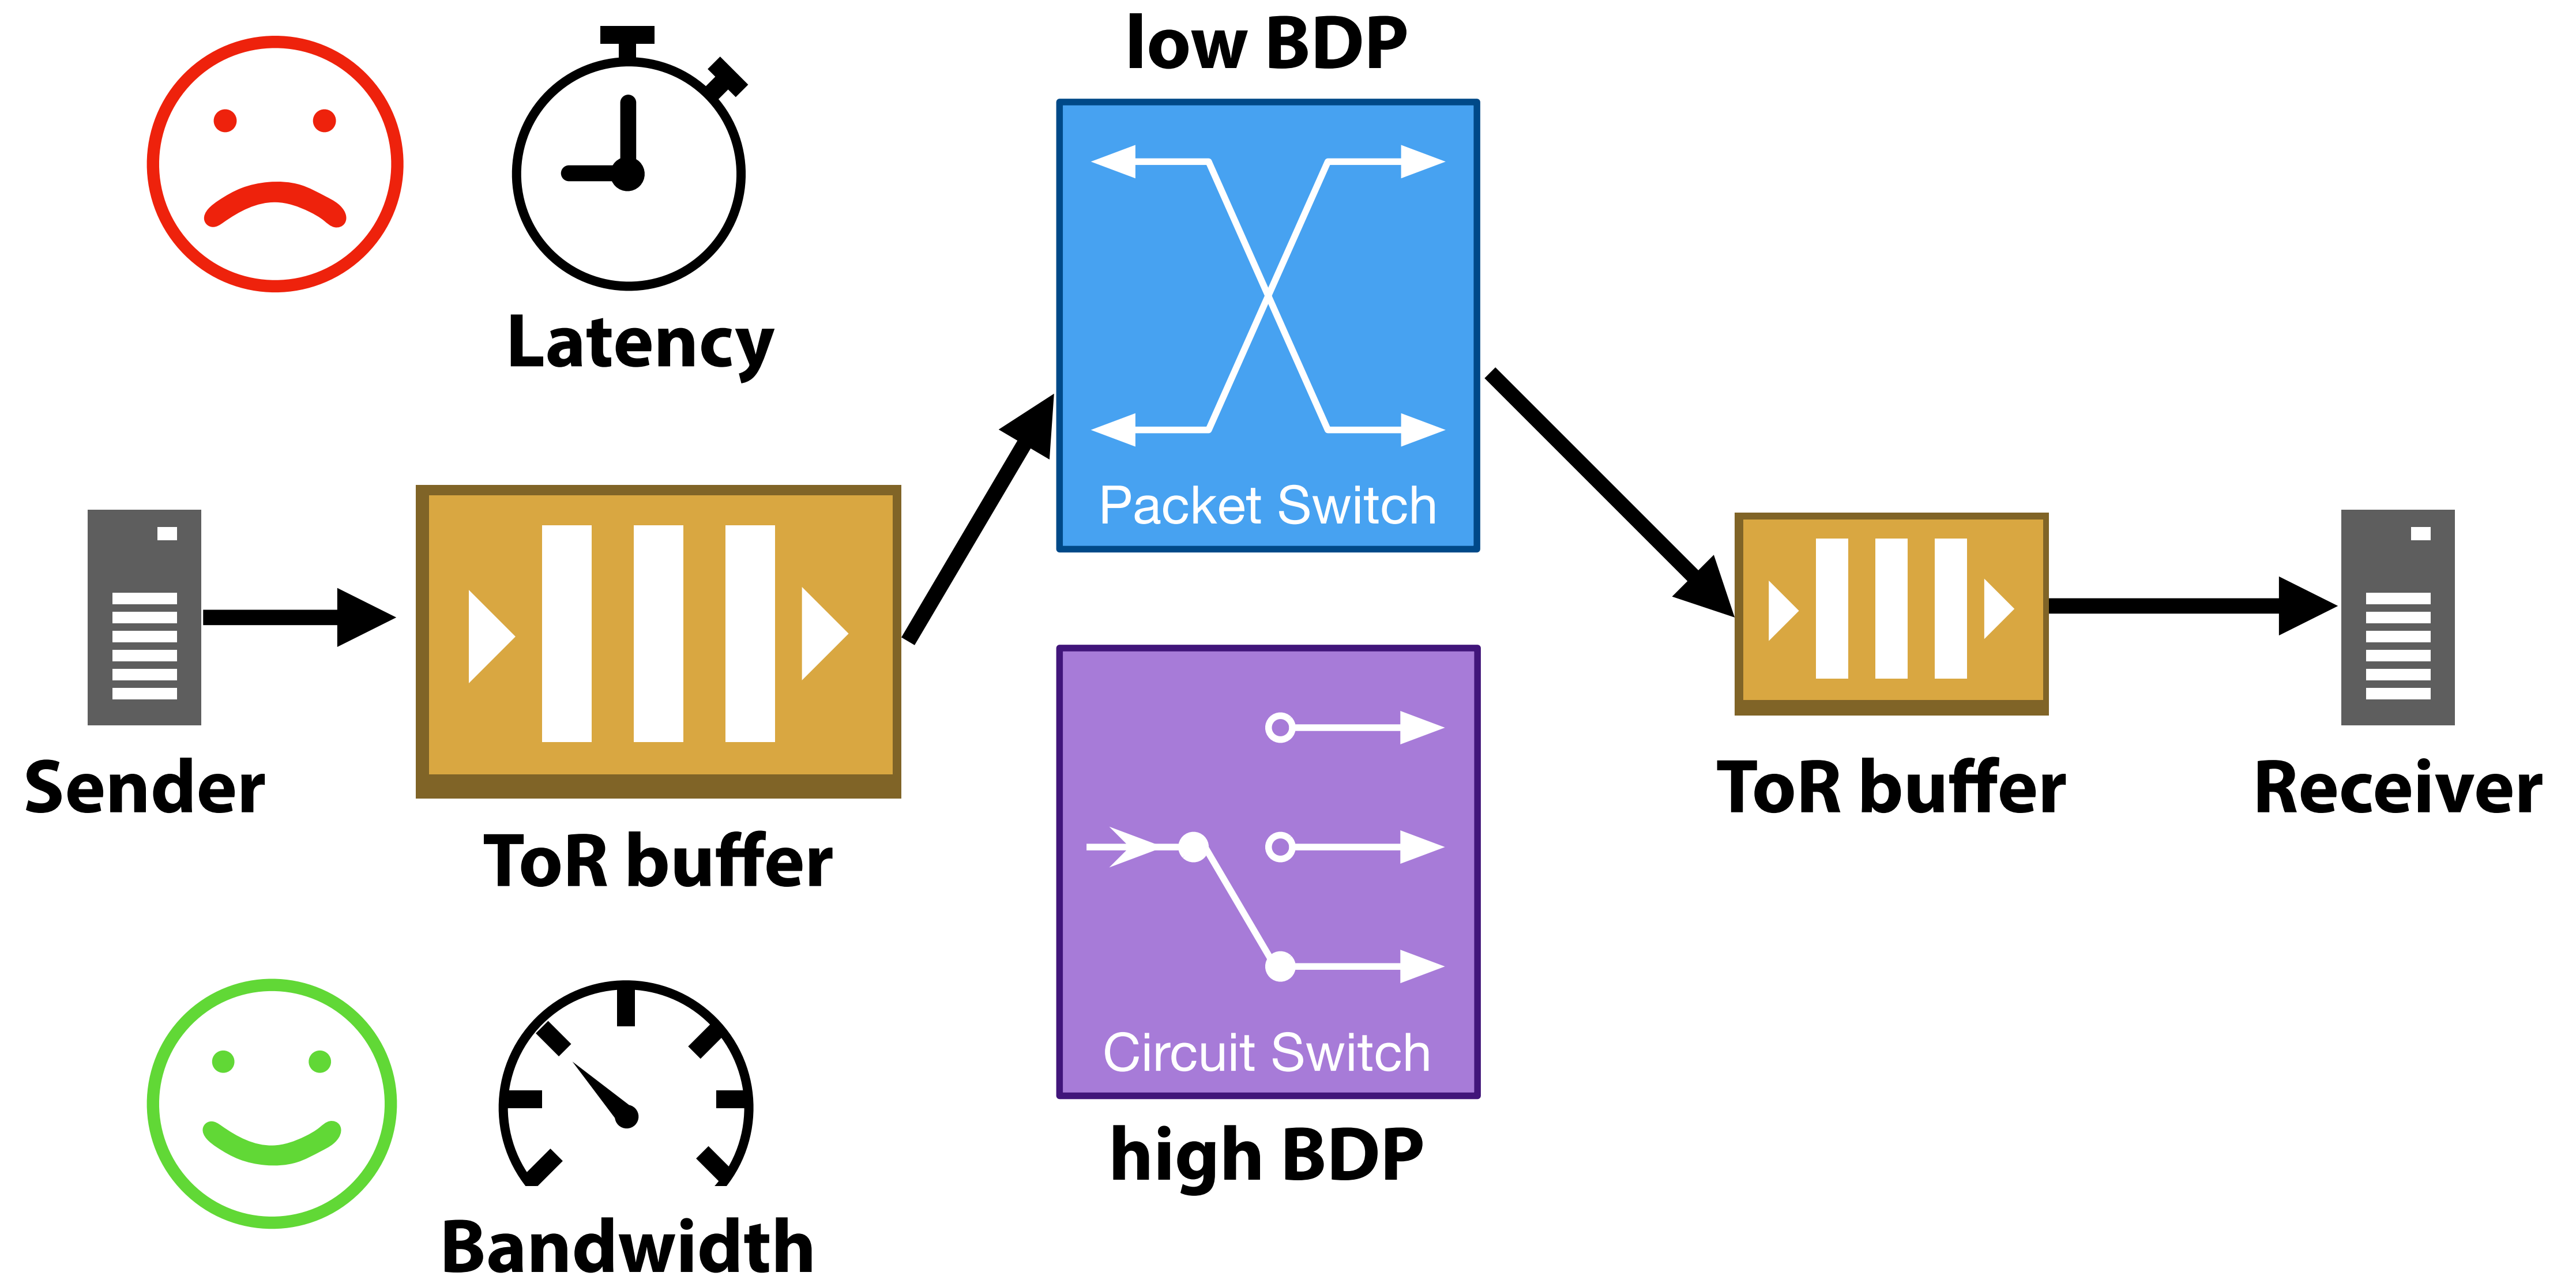 low BDP
Latency
Packet Switch
Sender
ToR buffer
ToR buffer
Receiver
Circuit Switch
high BDP
Bandwidth